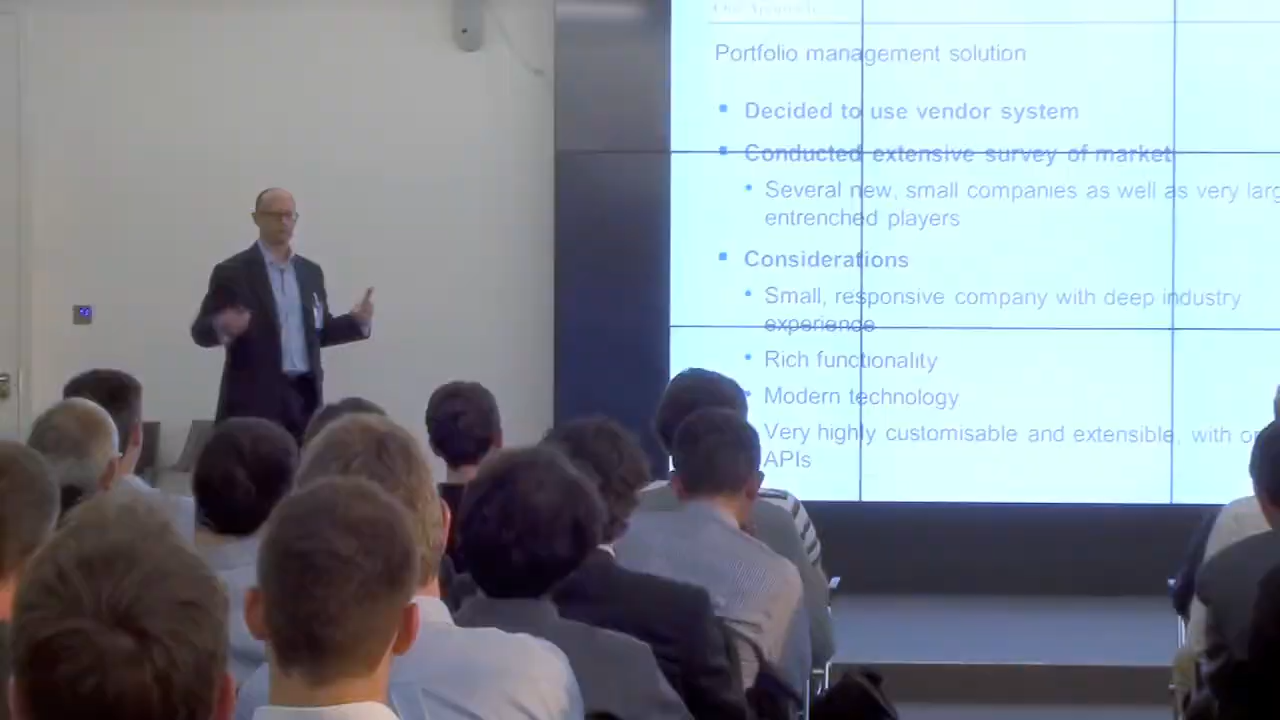 Portfolio management solution
Decided to use vendor system
Conducted extensive survey of market
Several new, small companies as well as very
entrenched players
Considerations
Small, responsive company with deep industry
experience
Rich functionality
Modern technology
Very highly customisable and extensible, with
APIs